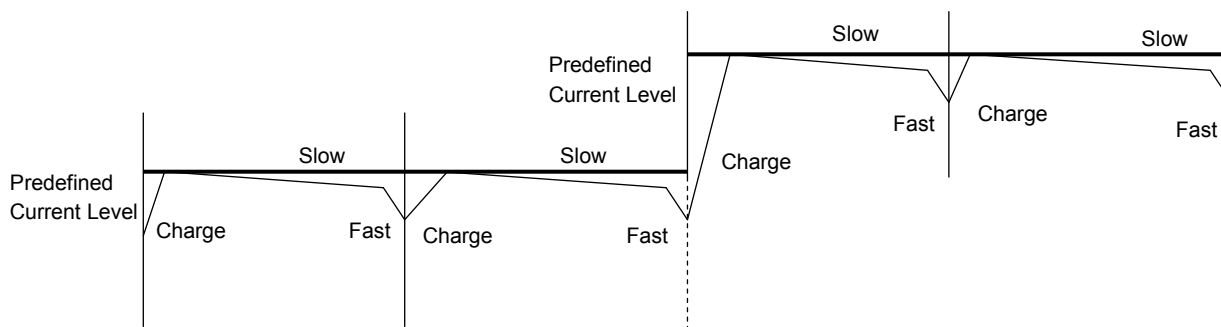 Slow
Slow
Predefined
Current Level
Fast
Charge
Fast
Charge
Slow
Slow
Predefined
Current Level
Charge
Fast
Charge
Fast